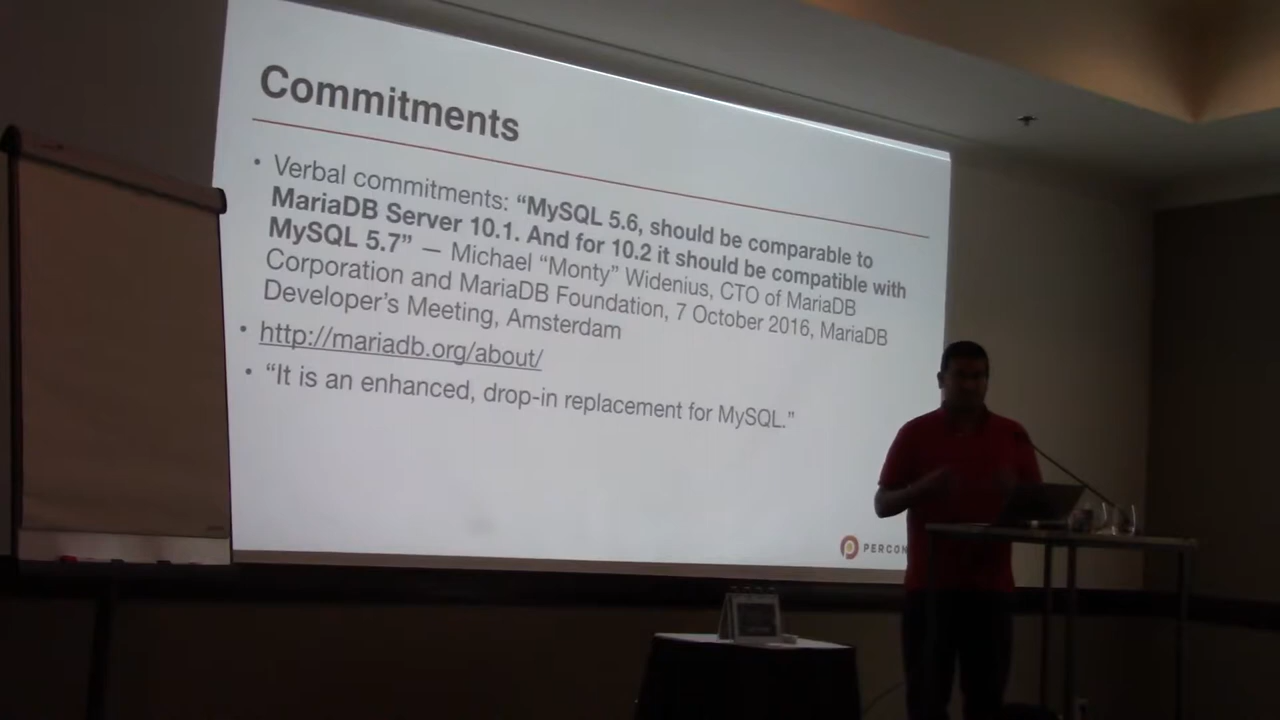 Commitments
• Verbal commitments: “MySQL 5.6, should be comparable to
MariaDB Server 10.1. And for 10.2 it should be compatible with
MySQL 5.7” — Michael “Monty” Widenius, CTO of MariaDB
Corporation and MariaDB Foundation, 7 October 2016, MariaDB
Developer’s Meeting, Amsterdam
• http://mariadb.org/about/
• “It is an enhanced, drop-in replacement for MySQL.”
PERCON